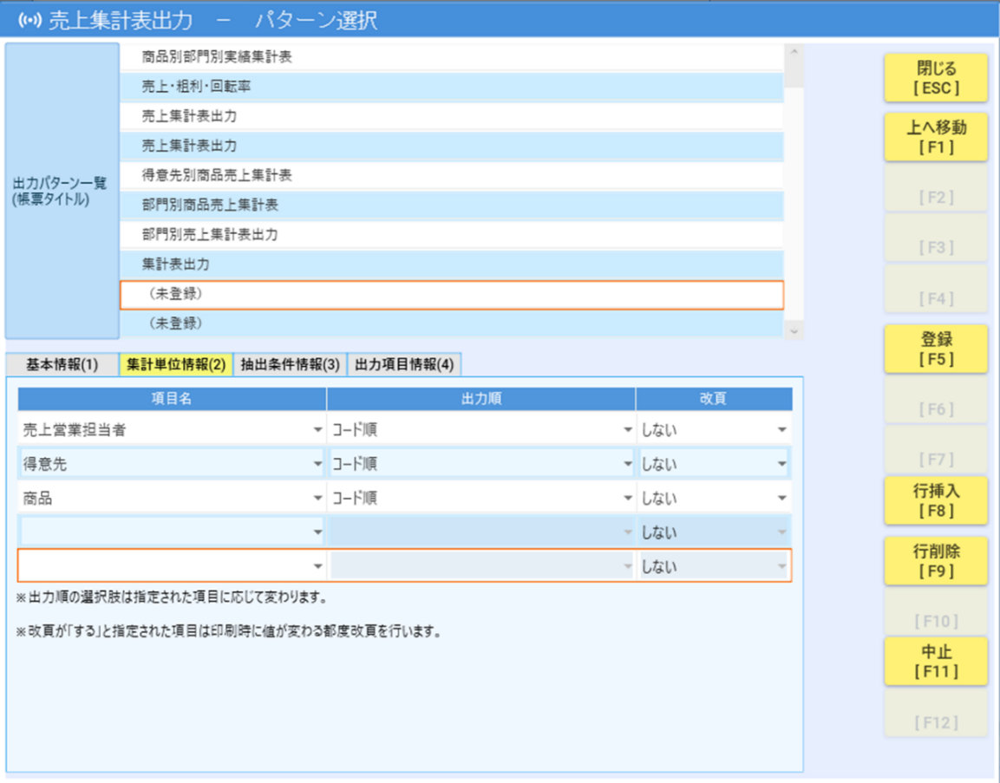 売上集計表出力 － パターン選択
出力パターン一覧
(帳票タイトル)
商品別部門別実績集計表
売上・粗利・回転率
売上集計表出力
売上集計表出力
得意先別商品売上集計表
部門別商品売上集計表
部門別売上集計表出力
集計表出力
（未登録）
（未登録）
基本情報(1) 集計単位情報(2) 抽出条件情報(3) 出力項目情報(4)
項目名 出力順 改頁
売上営業担当者 コード順 しない
得意先 コード順 しない
商品 コード順 しない
しない
しない
※出力順の選択肢は指定された項目に応じて変わります。
※改頁が「する」と指定された項目は印刷時に値が変わる都度改頁を行います。
閉じる
[ ESC ]
上へ移動
[ F1 ]
[ F2 ]
[ F3 ]
[ F4 ]
登録
[ F5 ]
[ F6 ]
[ F7 ]
行挿入
[ F8 ]
行削除
[ F9 ]
[ F10 ]
中止
[ F11 ]
[ F12 ]